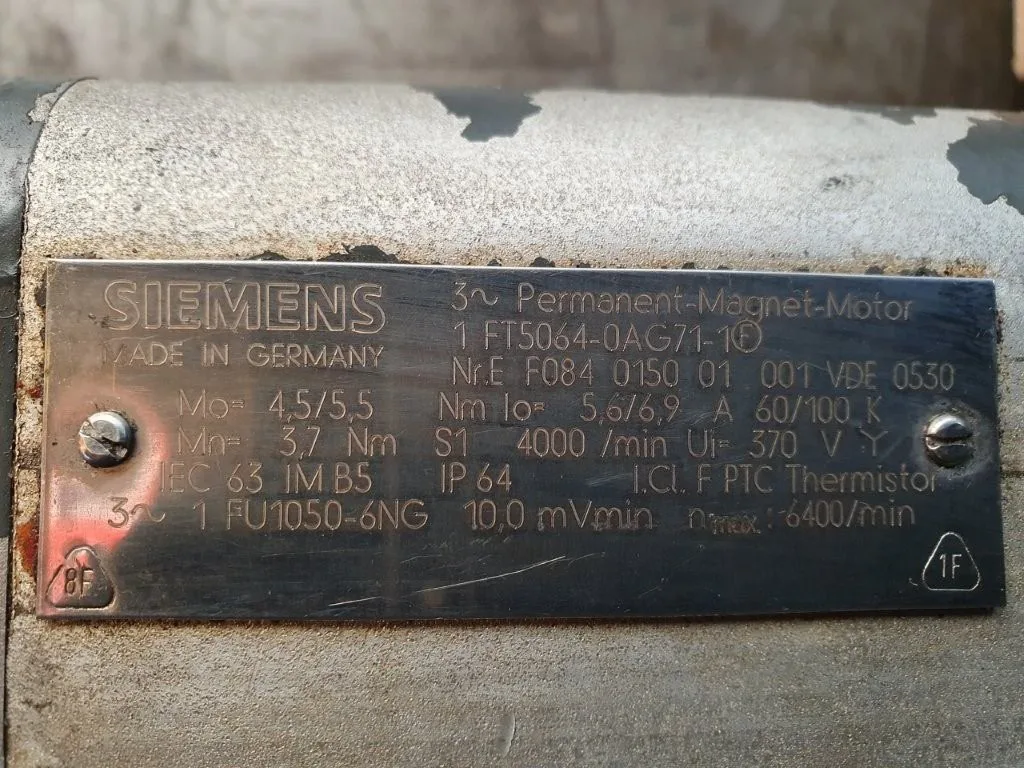 SIEMENS
MADE IN GERMANY
3~ Permanent-Magnet-Motor
1 FT5064-0AG71-1 F
Nr.E F084 0150 01 001 VDE 0530
Mo= 4,5/5,5 Nm Io= 5,6/6,9 A 60/100 K
Mn= 3,7 Nm S1 4000 /min Ui= 370 V Y
IEC 63 IM B5 IP 64 I.Cl. F PTC Thermistor
3~ 1 FU1050-6NG 10,0 mVmin nmax.: 6400/min
8F
1F